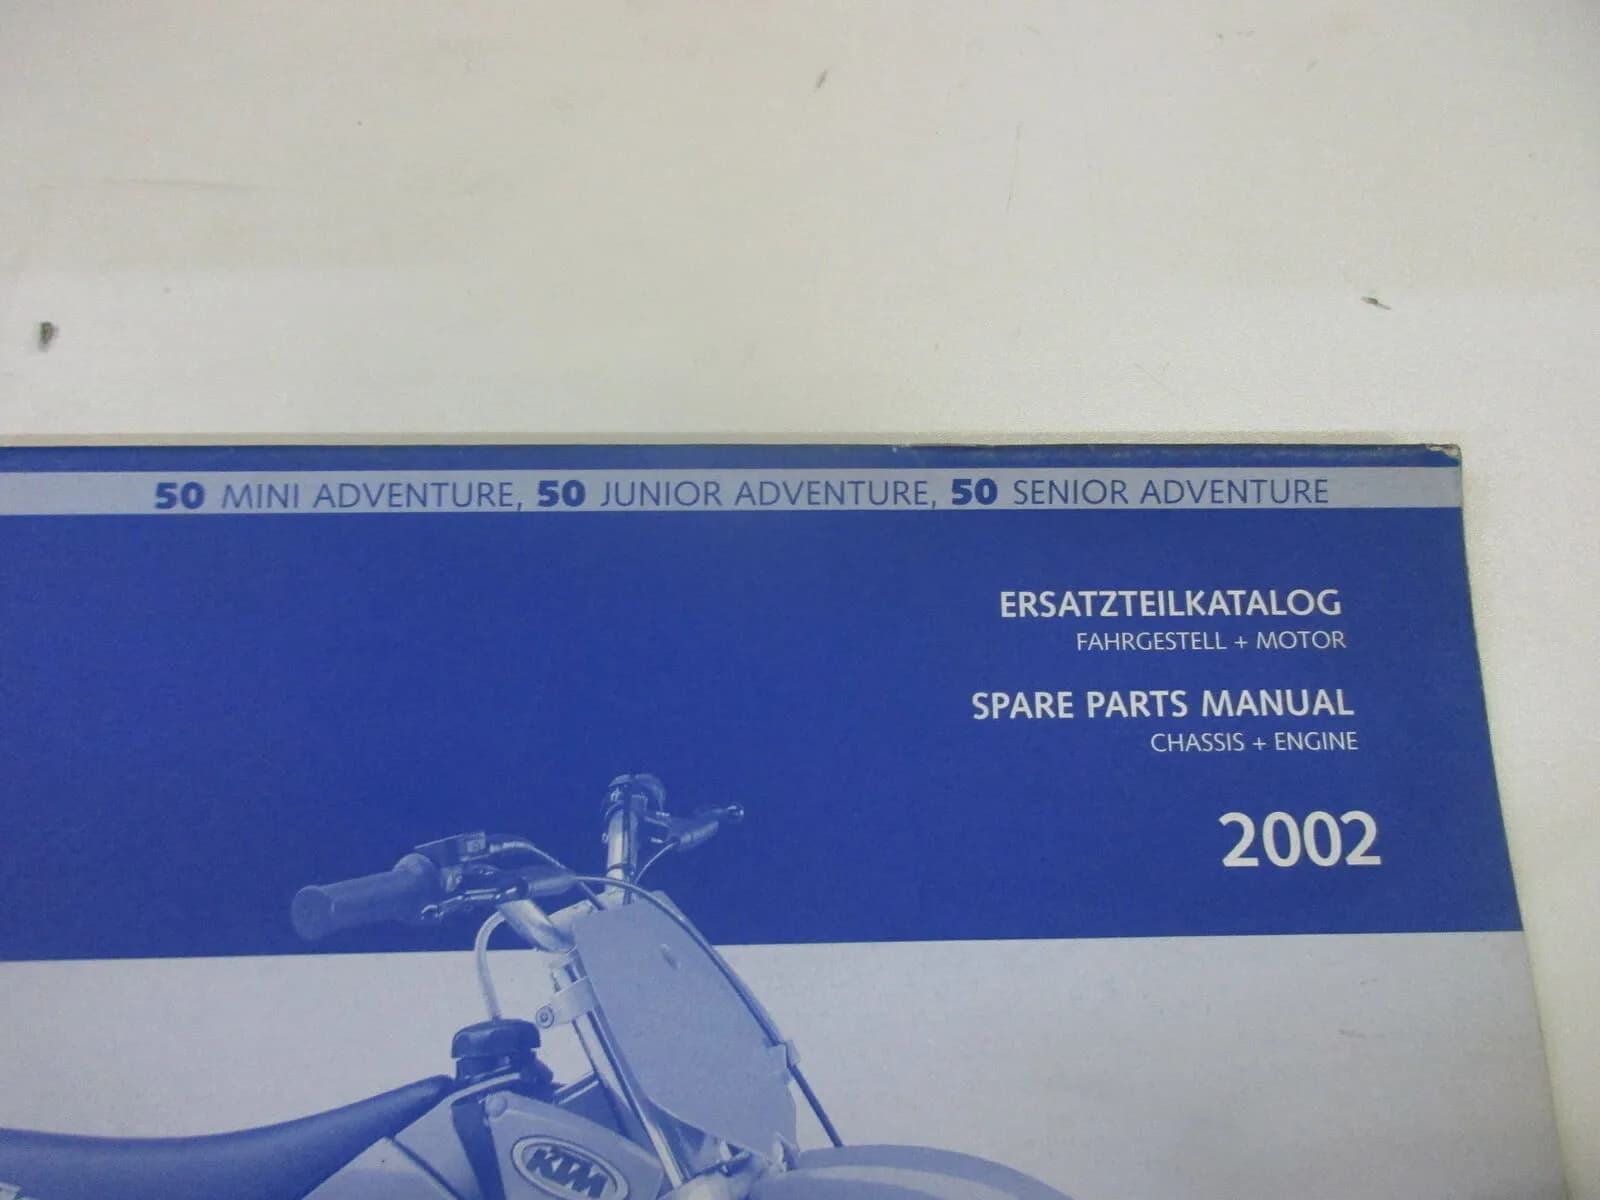 50 MINI ADVENTURE, 50 JUNIOR ADVENTURE, 50 SENIOR ADVENTURE
ERSATZTEILKATALOG
FAHRGESTELL + MOTOR
SPARE PARTS MANUAL
CHASSIS + ENGINE
2002
KTM